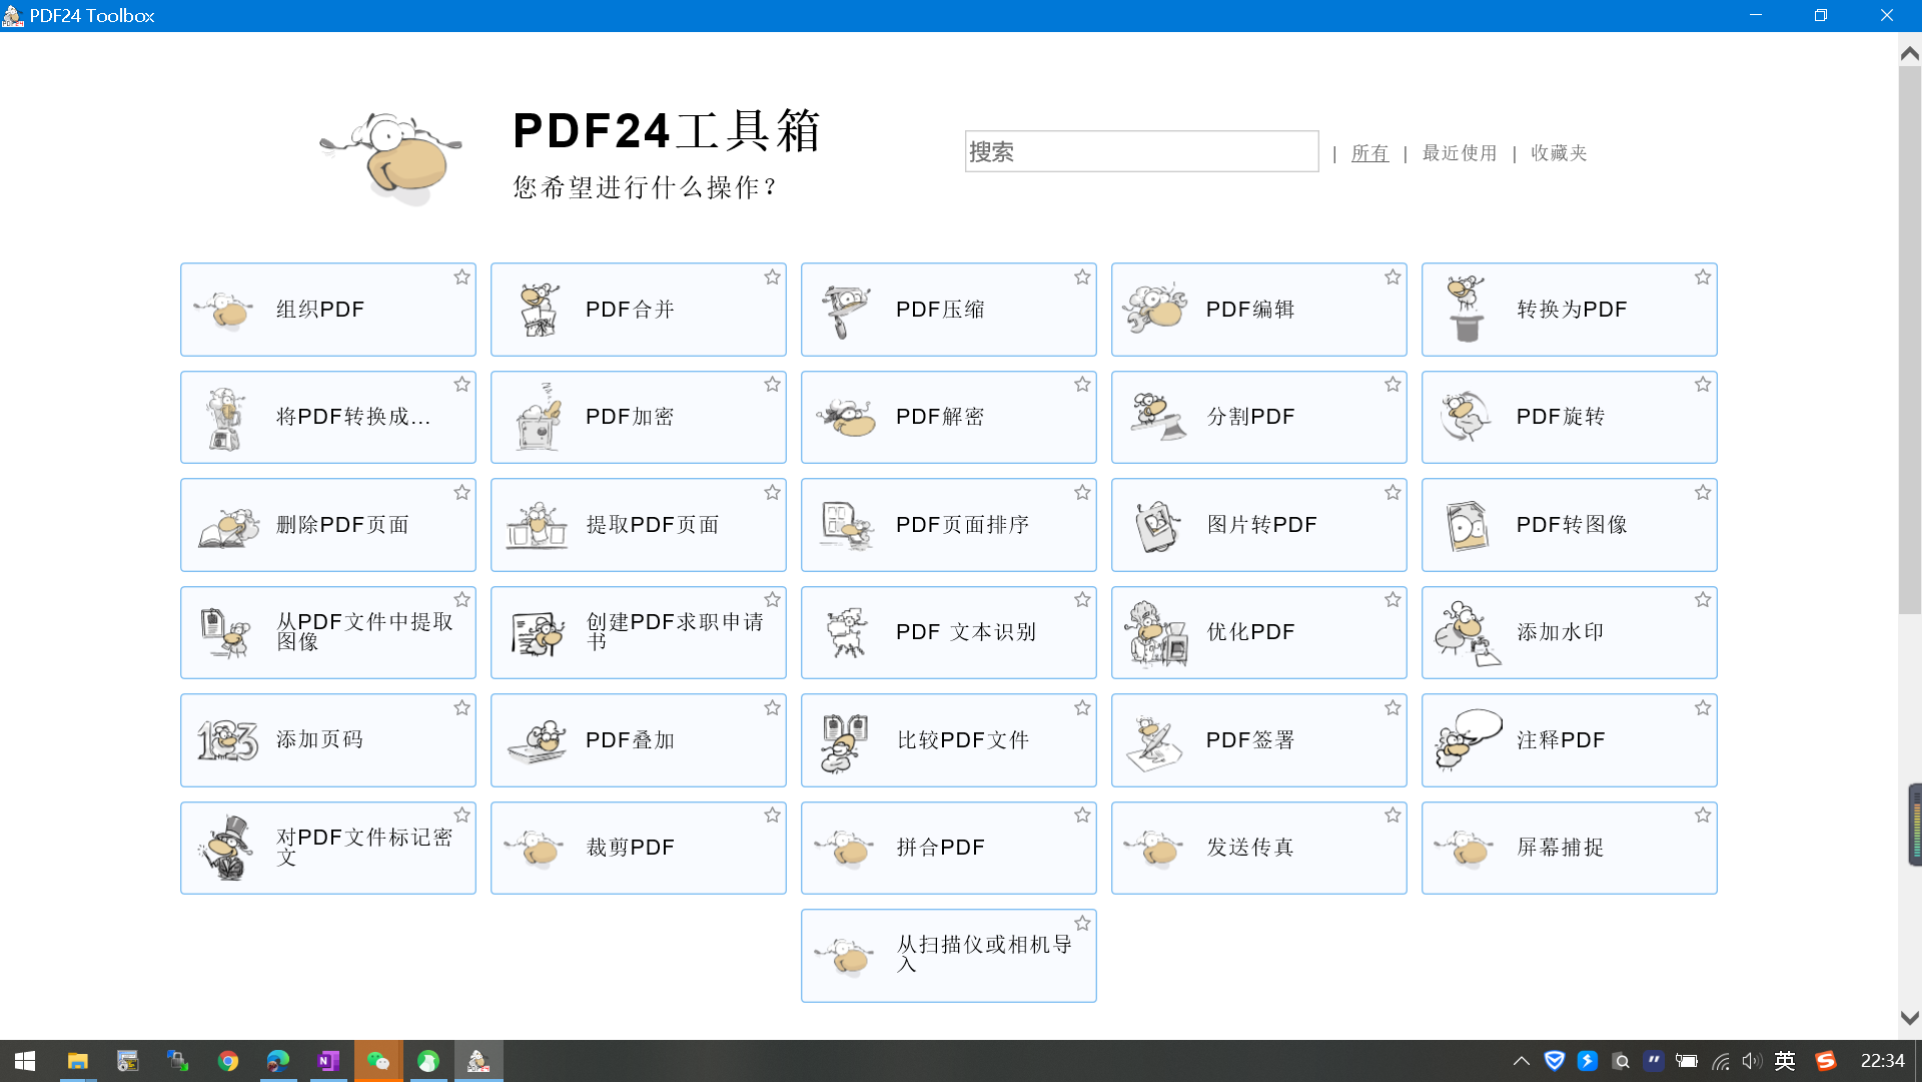 PDF24 Toolbox
PDF24工具箱
您希望进行什么操作？
搜索
| 所有 | 最近使用 | 收藏夹
组织PDF
PDF合并
PDF压缩
PDF编辑
转换为PDF
将PDF转换成...
PDF加密
PDF解密
分割PDF
PDF旋转
删除PDF页面
提取PDF页面
PDF页面排序
图片转PDF
PDF转图像
从PDF文件中提取
图像
创建PDF求职申请
书
PDF 文本识别
优化PDF
添加水印
123
添加页码
PDF叠加
比较PDF文件
PDF签署
注释PDF
对PDF文件标记密
文
裁剪PDF
拼合PDF
发送传真
屏幕捕捉
从扫描仪或相机导
入
英
22:34